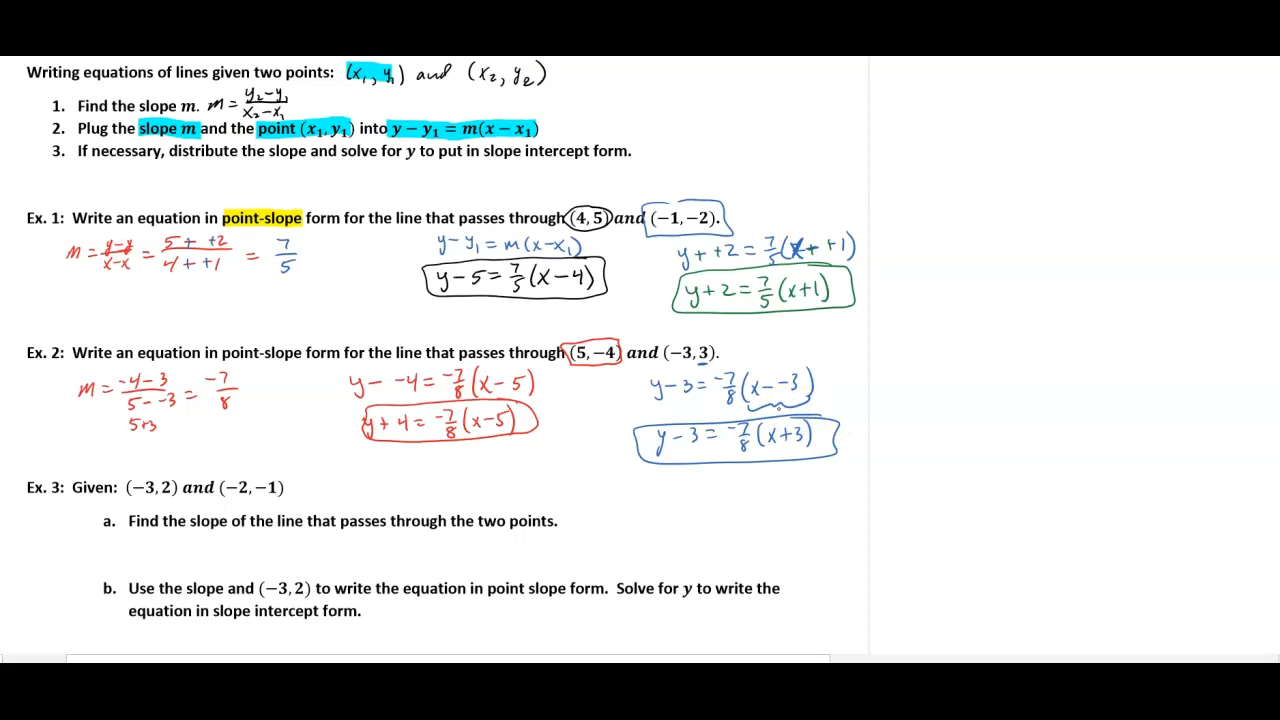 Writing equations of lines given two points: (x₁, y₁) and (x₂, y₂)
1. Find the slope m. m = (y₂-y₁)/(x₂-x₁)
2. Plug the slope m and the point (x₁, y₁) into y − y₁ = m(x − x₁)
3. If necessary, distribute the slope and solve for y to put in slope intercept form.
Ex. 1: Write an equation in point-slope form for the line that passes through (4, 5) and (−1, −2).
m = (y-y)/(x-x) = (5 + +2)/(4 + +1) = 7/5
y - y₁ = m(x-x₁)
y - 5 = 7/5 (x - 4)
y + +2 = 7/5 (x + +1)
y + 2 = 7/5 (x+1)
Ex. 2: Write an equation in point-slope form for the line that passes through (5, −4) and (−3, 3).
m = (-4-3)/(5--3) = -7/8
5+3
y - -4 = -7/8 (x - 5)
y + 4 = -7/8 (x-5)
y - 3 = -7/8 (x - -3)
y - 3 = -7/8 (x+3)
Ex. 3: Given: (−3, 2) and (−2, −1)
a. Find the slope of the line that passes through the two points.
b. Use the slope and (−3, 2) to write the equation in point slope form. Solve for y to write the
equation in slope intercept form.